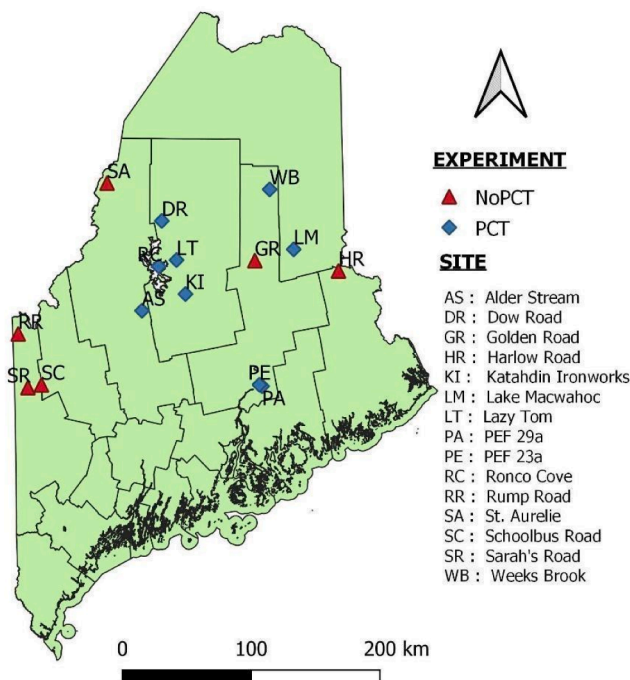 SA
WB
DR
LT
RC
GR
LM
HR
KI
AS
RR
SR
SC
PE
PA
EXPERIMENT
NoPCT
PCT
SITE
AS : Alder Stream
DR : Dow Road
GR : Golden Road
HR : Harlow Road
KI : Katahdin Ironworks
LM : Lake Macwahoc
LT : Lazy Tom
PA : PEF 29a
PE : PEF 23a
RC : Ronco Cove
RR : Rump Road
SA : St. Aurelie
SC : Schoolbus Road
SR : Sarah's Road
WB : Weeks Brook
0 100 200 km